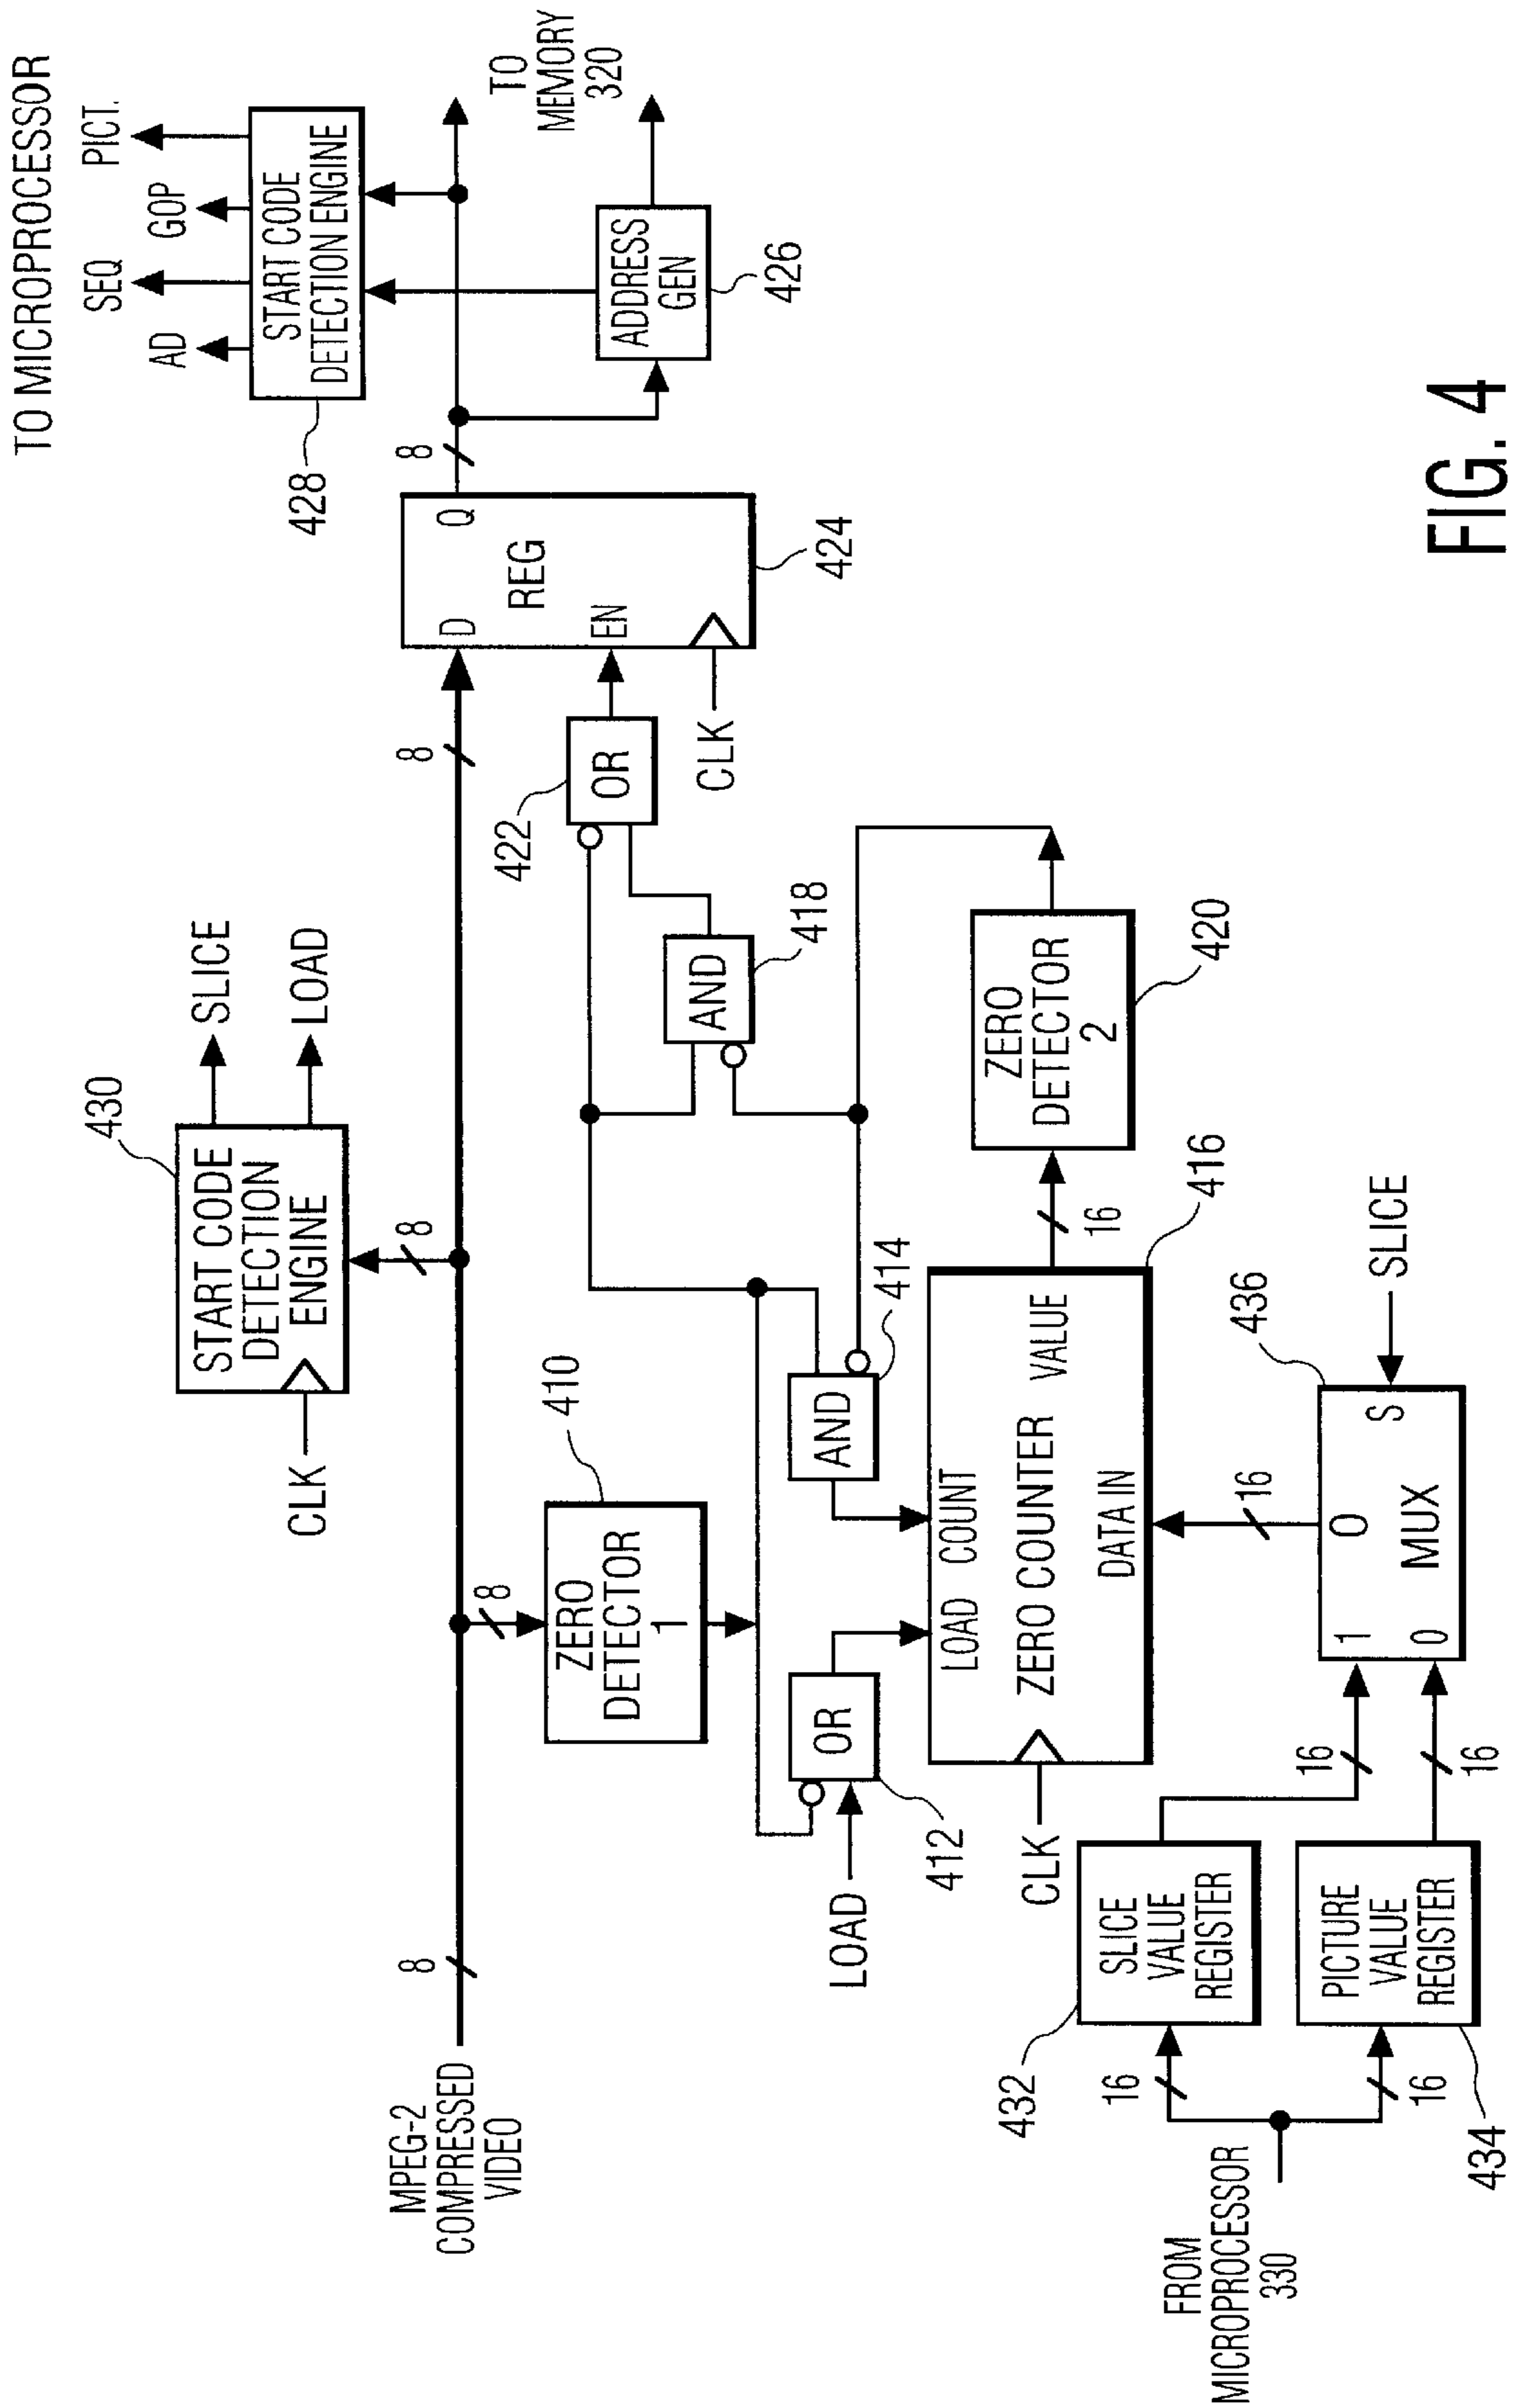 TO MICROPROCESSOR
AD
SEQ
GOP
PICT.
START CODE
DETECTION ENGINE
428
TO
MEMORY
320
ADDRESS
GEN
426
8
D
Q
REG
EN
424
CLK
8
OR
422
AND
418
430
START CODE
DETECTION
ENGINE
SLICE
LOAD
CLK
8
8
MPEG-2
COMPRESSED
VIDEO
8
ZERO
DETECTOR
1
410
OR
412
LOAD
AND
414
LOAD
COUNT
ZERO COUNTER
VALUE
DATA IN
416
CLK
16
ZERO
DETECTOR
2
420
16
436
O
S
MUX
1
0
SLICE
16
16
SLICE
VALUE
REGISTER
432
PICTURE
VALUE
REGISTER
434
16
16
FROM
MICROPROCESSOR
330
FIG. 4